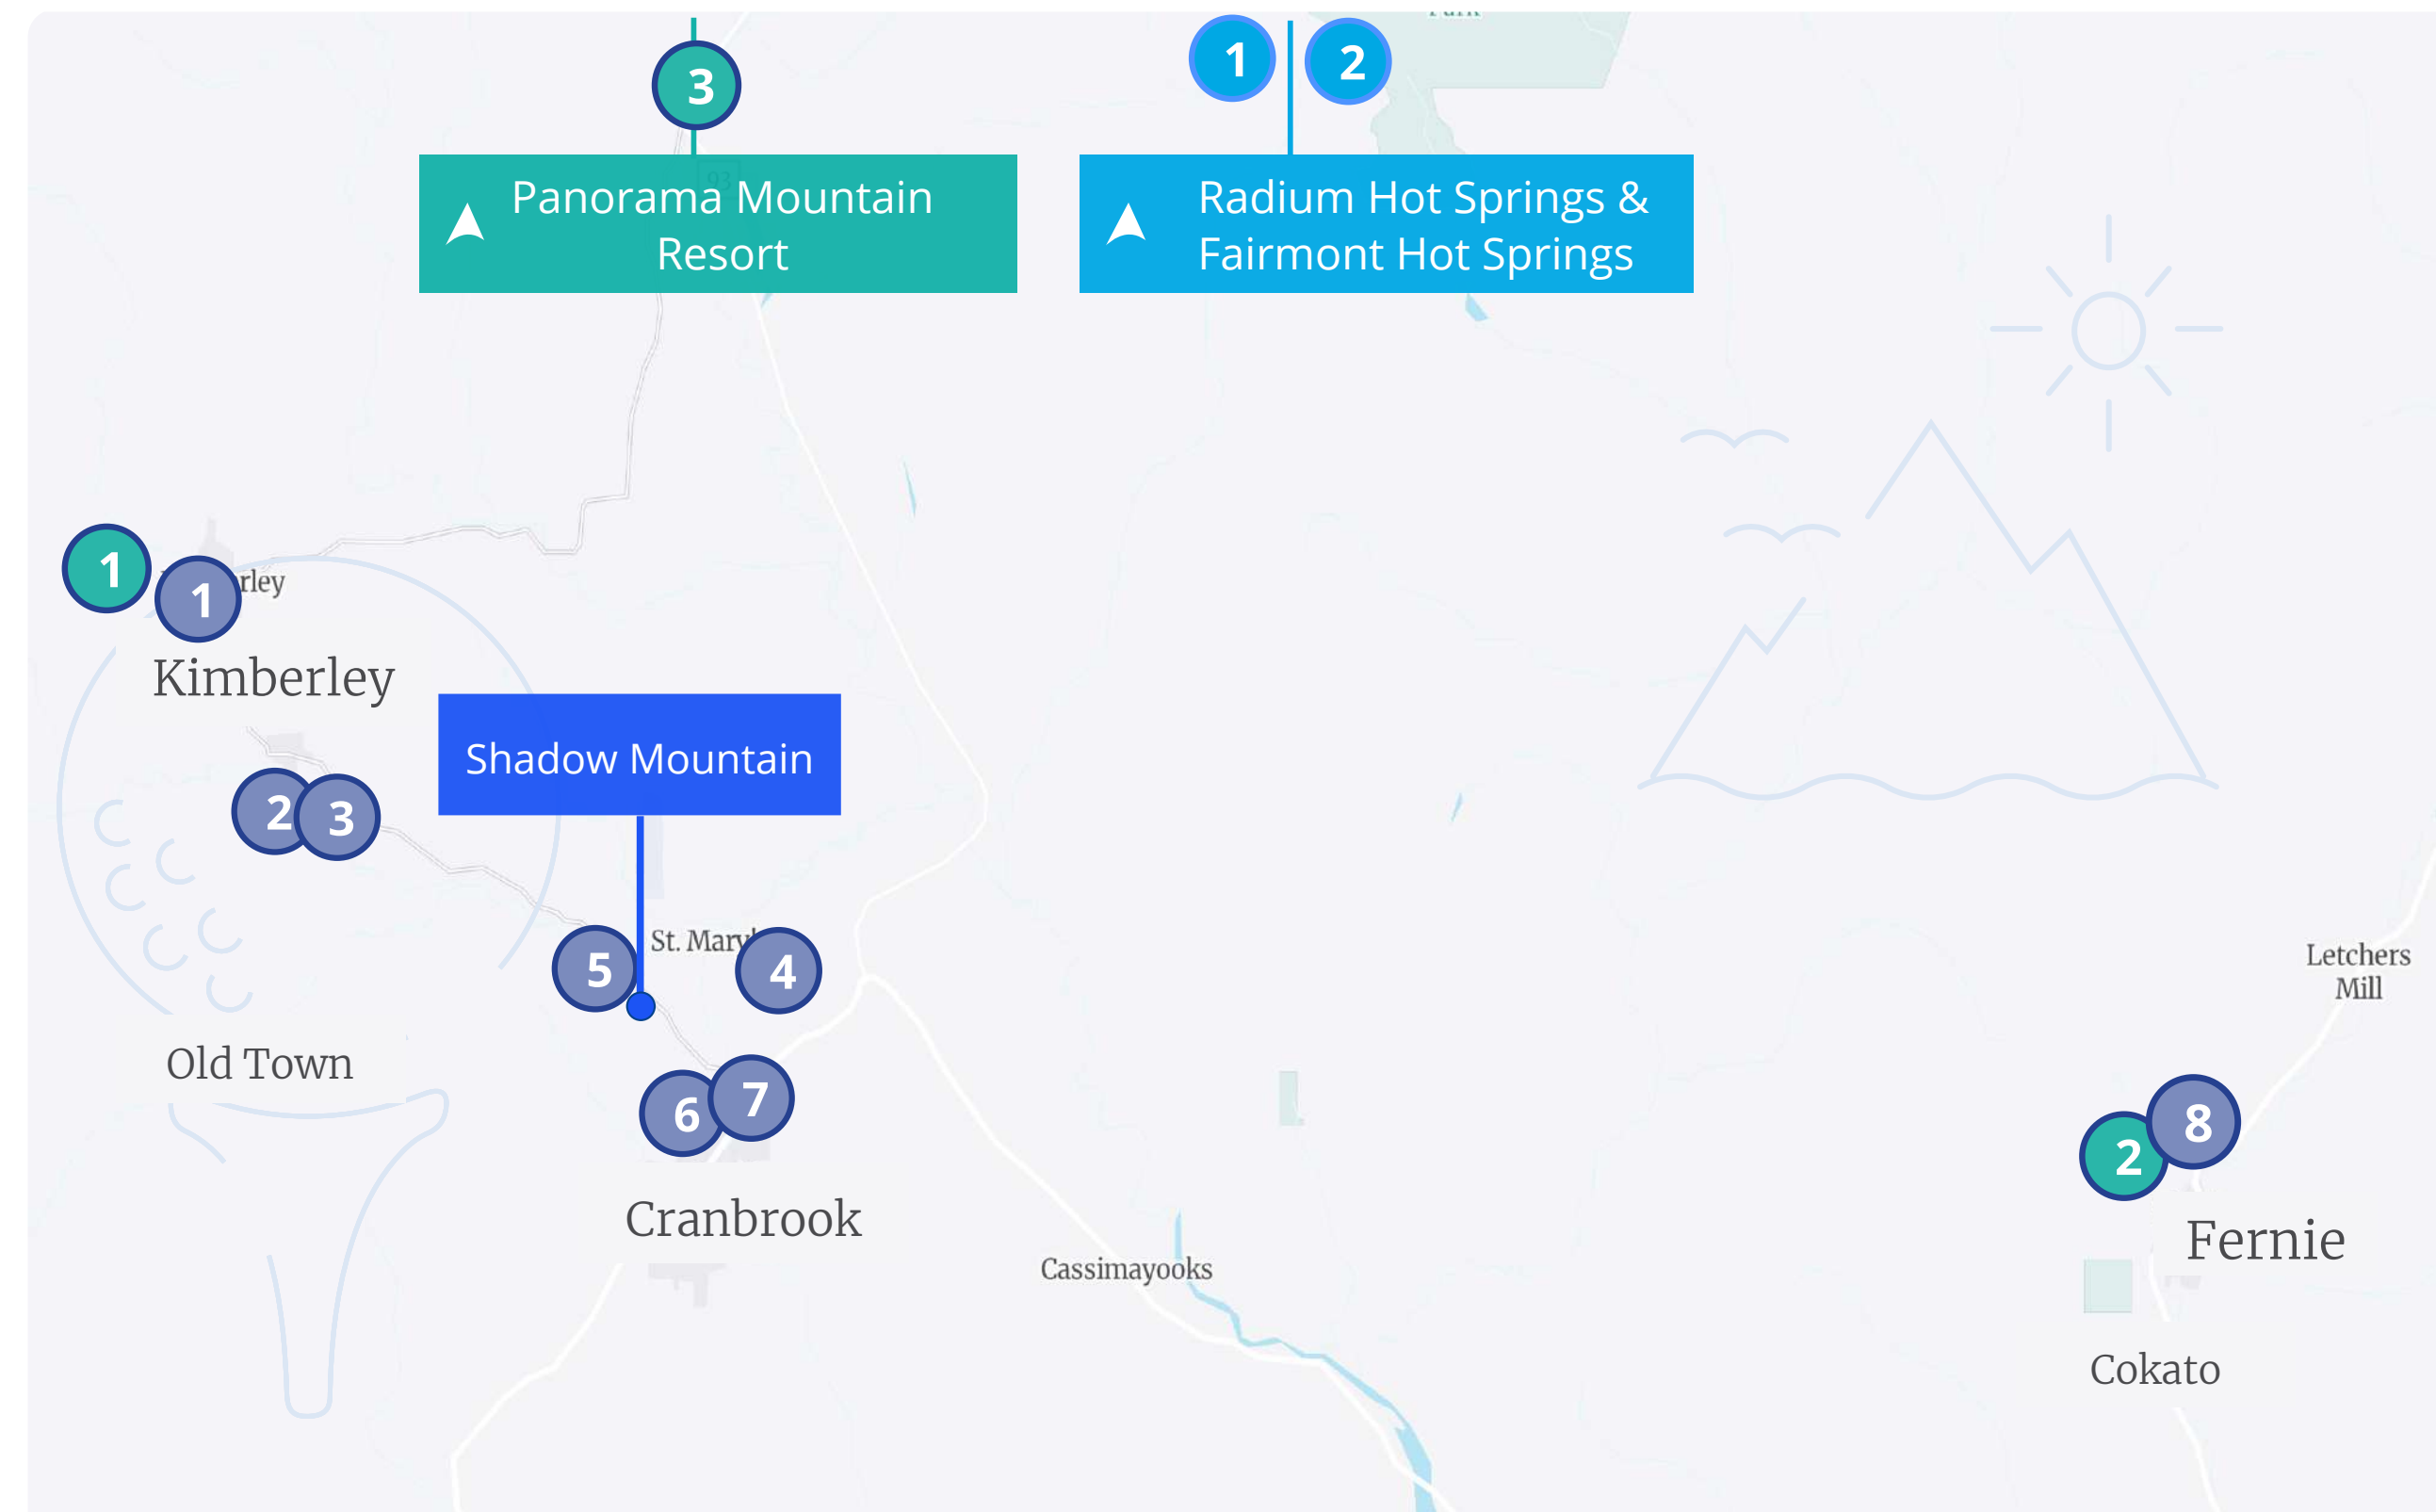 3
1
2
93
Panorama Mountain
Resort
Radium Hot Springs &
Fairmont Hot Springs
1
1
Kimberley
Shadow Mountain
2
3
St. Mary's
5
4
Letchers
Mill
Old Town
6
7
2
8
Cranbrook
Fernie
Cassimayooks
Cokato